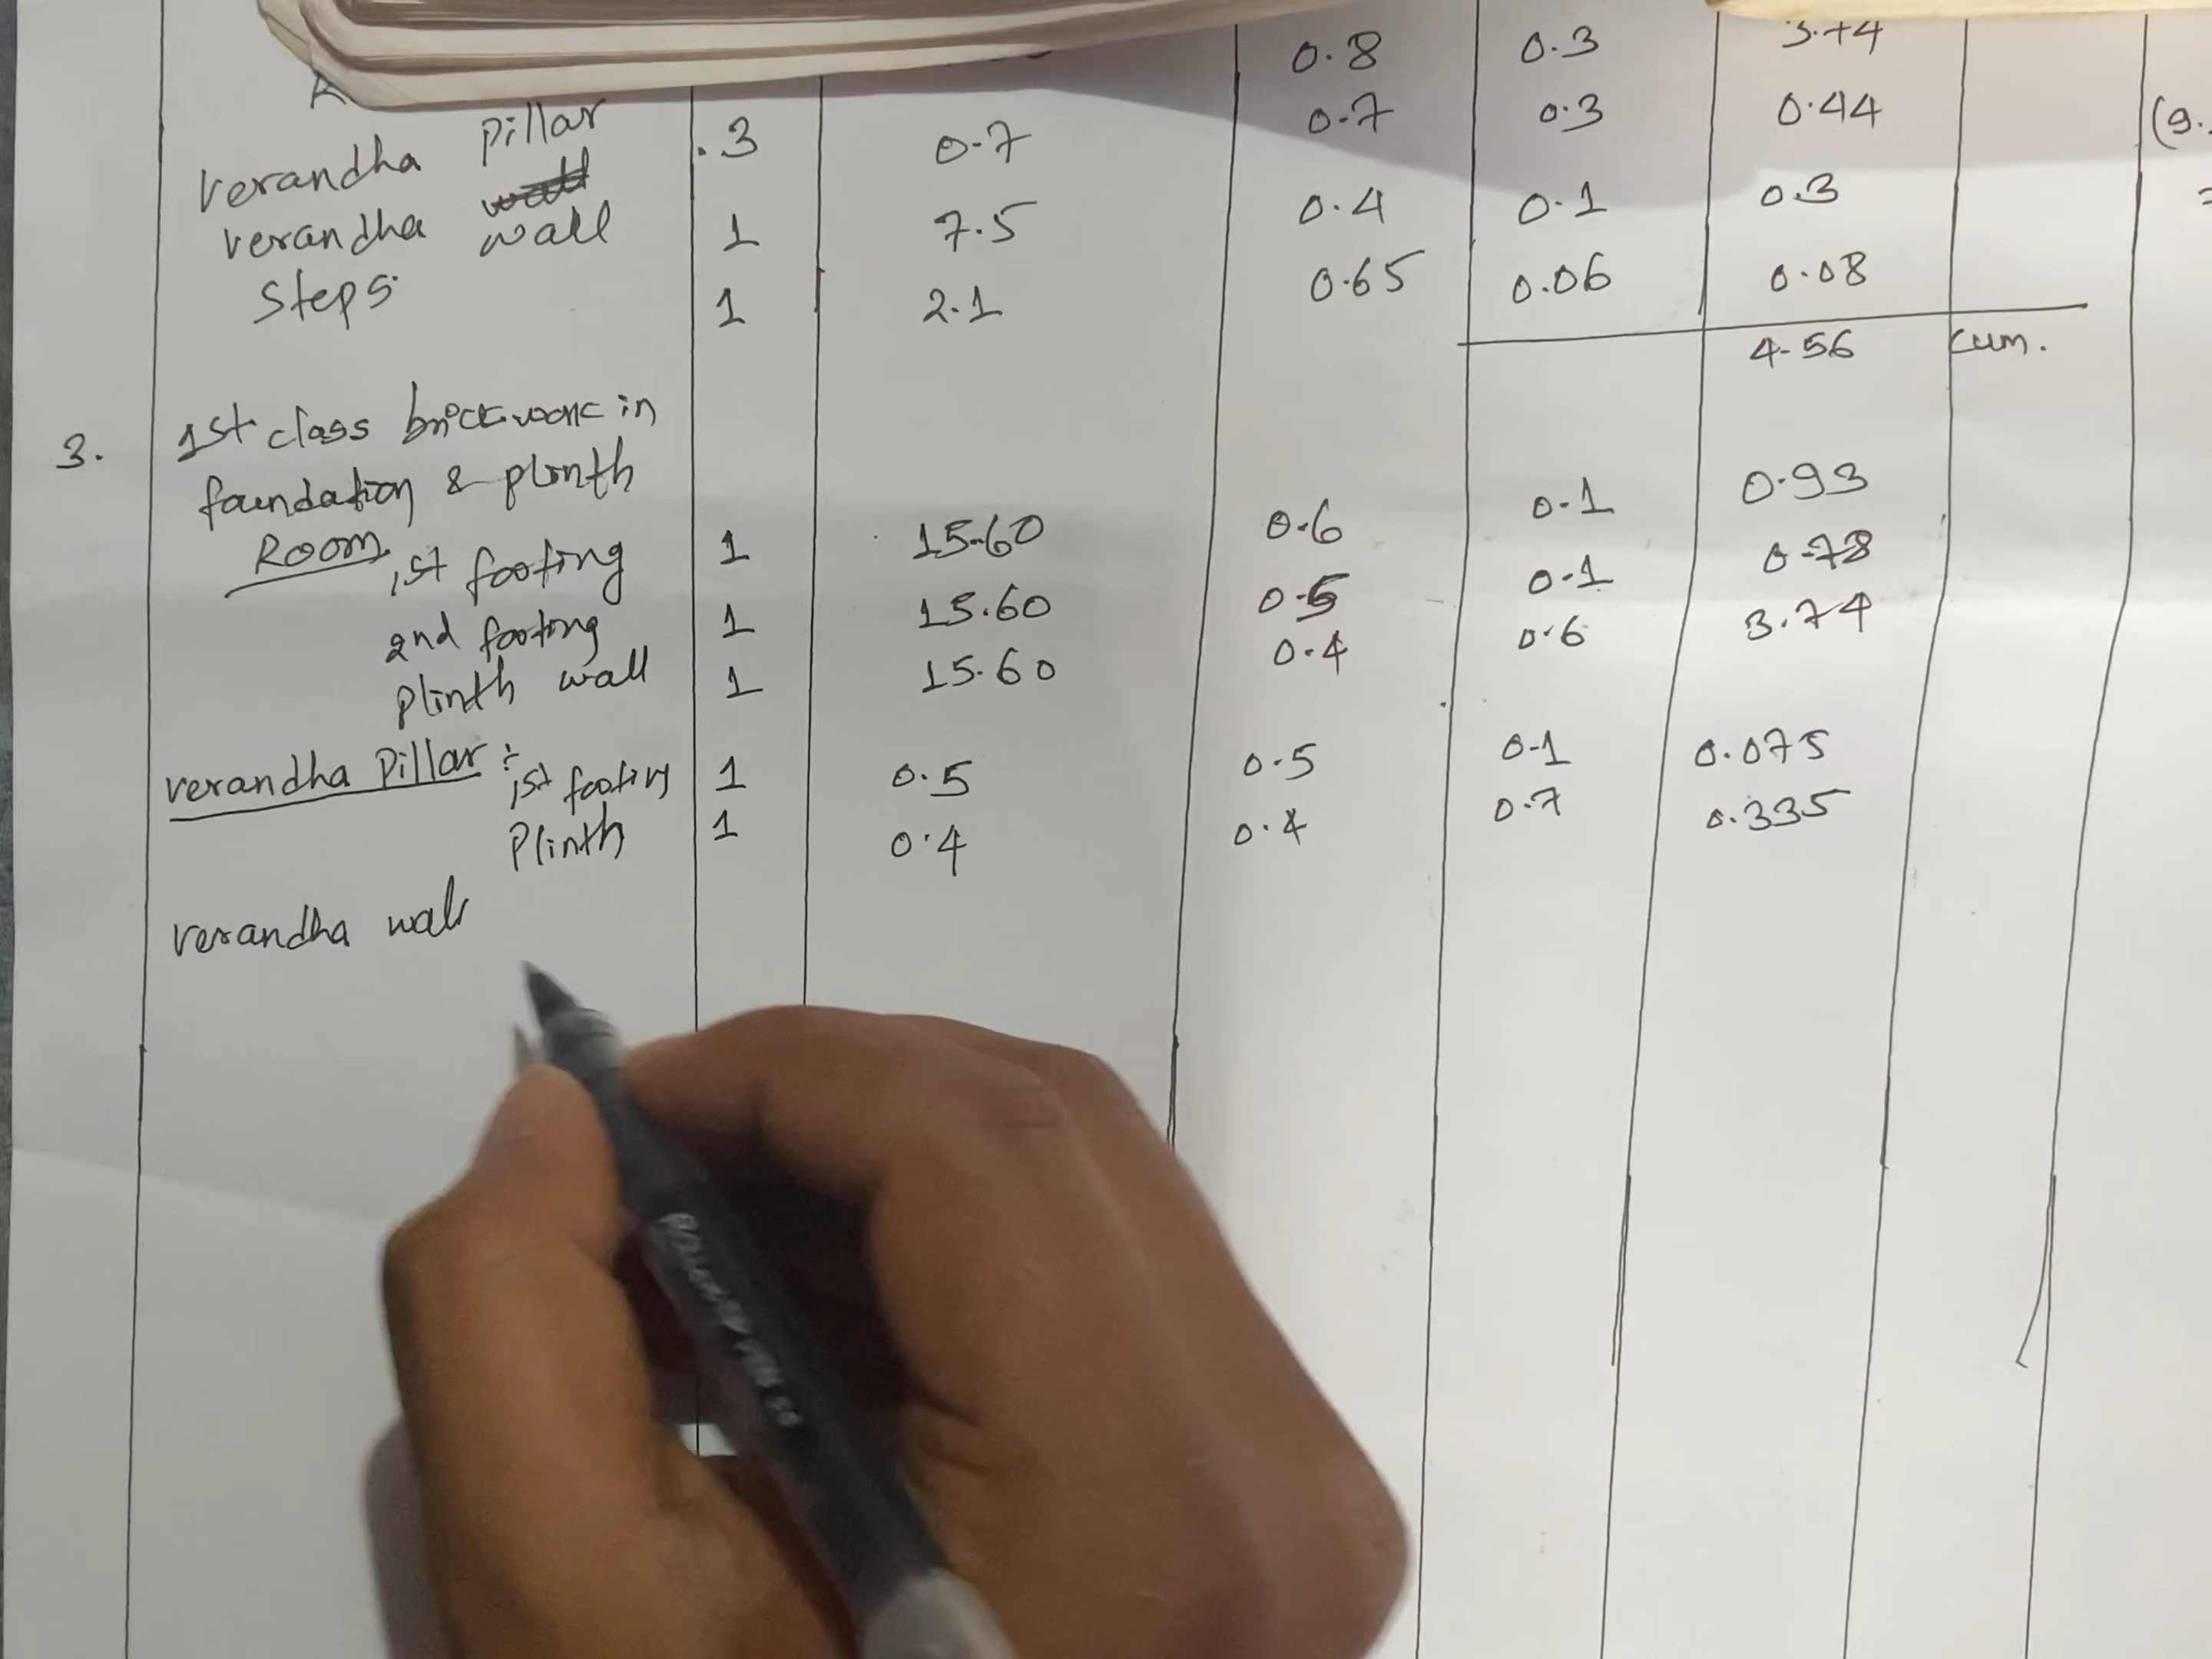 0.8 0.3 3.74
verandha pillar .3 0.7 0.7 0.3 0.44 (9.
verandha wall 1 7.5 0.4 0.1 0.3
Steps 1 2.1 0.65 0.06 0.08
4.56 cum.
3. 1st class brickwork in
foundation & plinth
Room 1st footing 1 15.60 0.6 0.1 0.93
2nd footing 1 15.60 0.5 0.1 0.78
plinth wall 1 15.60 0.4 0.6 3.74
verandha Pillar : 1st footing 1 0.5 0.5 0.1 0.075
Plinth 1 0.4 0.4 0.7 0.335
verandha wall